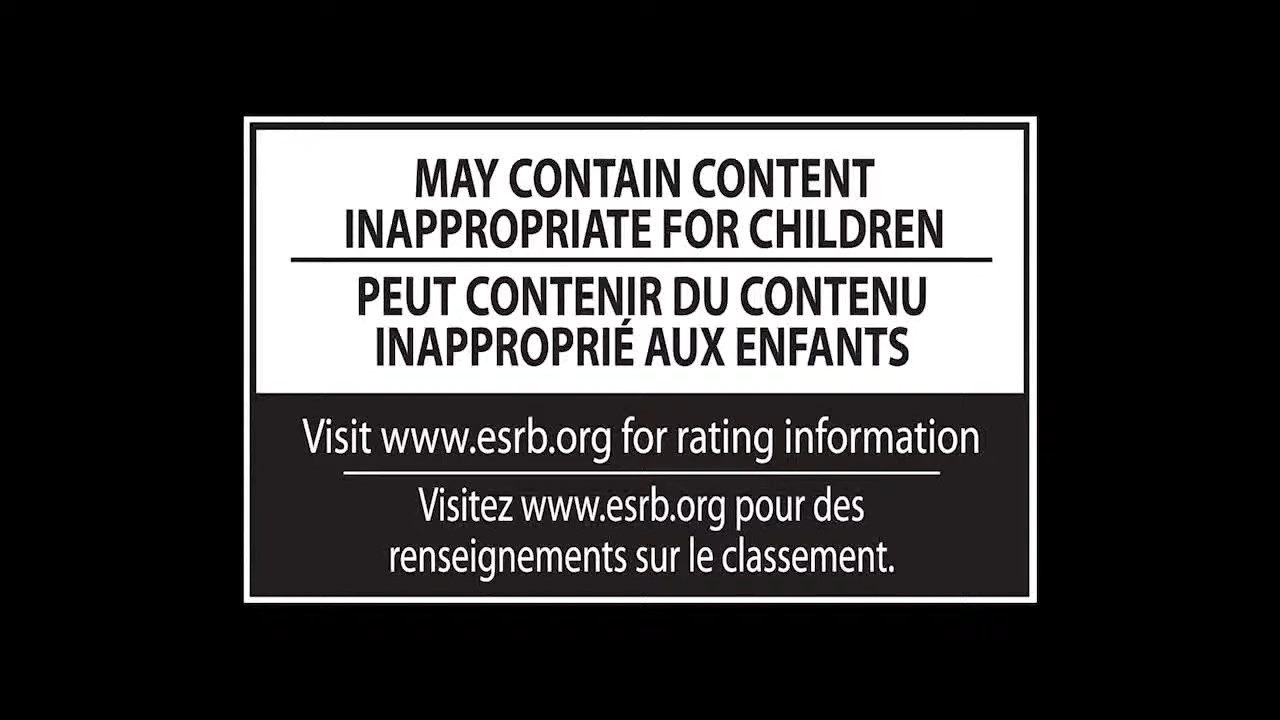 MAY CONTAIN CONTENT
INAPPROPRIATE FOR CHILDREN
PEUT CONTENIR DU CONTENU
INAPPROPRIÉ AUX ENFANTS
Visit www.esrb.org for rating information
Visitez www.esrb.org pour des
renseignements sur le classement.